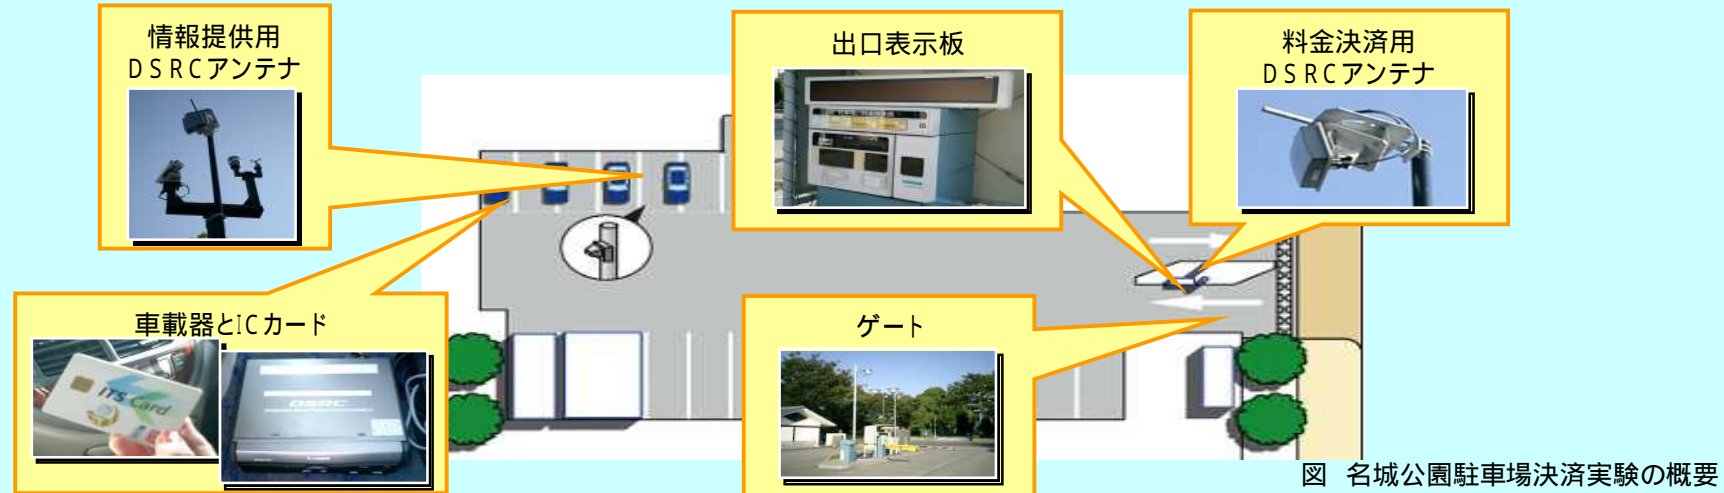 情報提供用
DSRCアンテナ
出口表示板
料金決済用
DSRCアンテナ
車載器とICカード
ITS Card
DSRC
ゲート
図 名城公園駐車場決済実験の概要